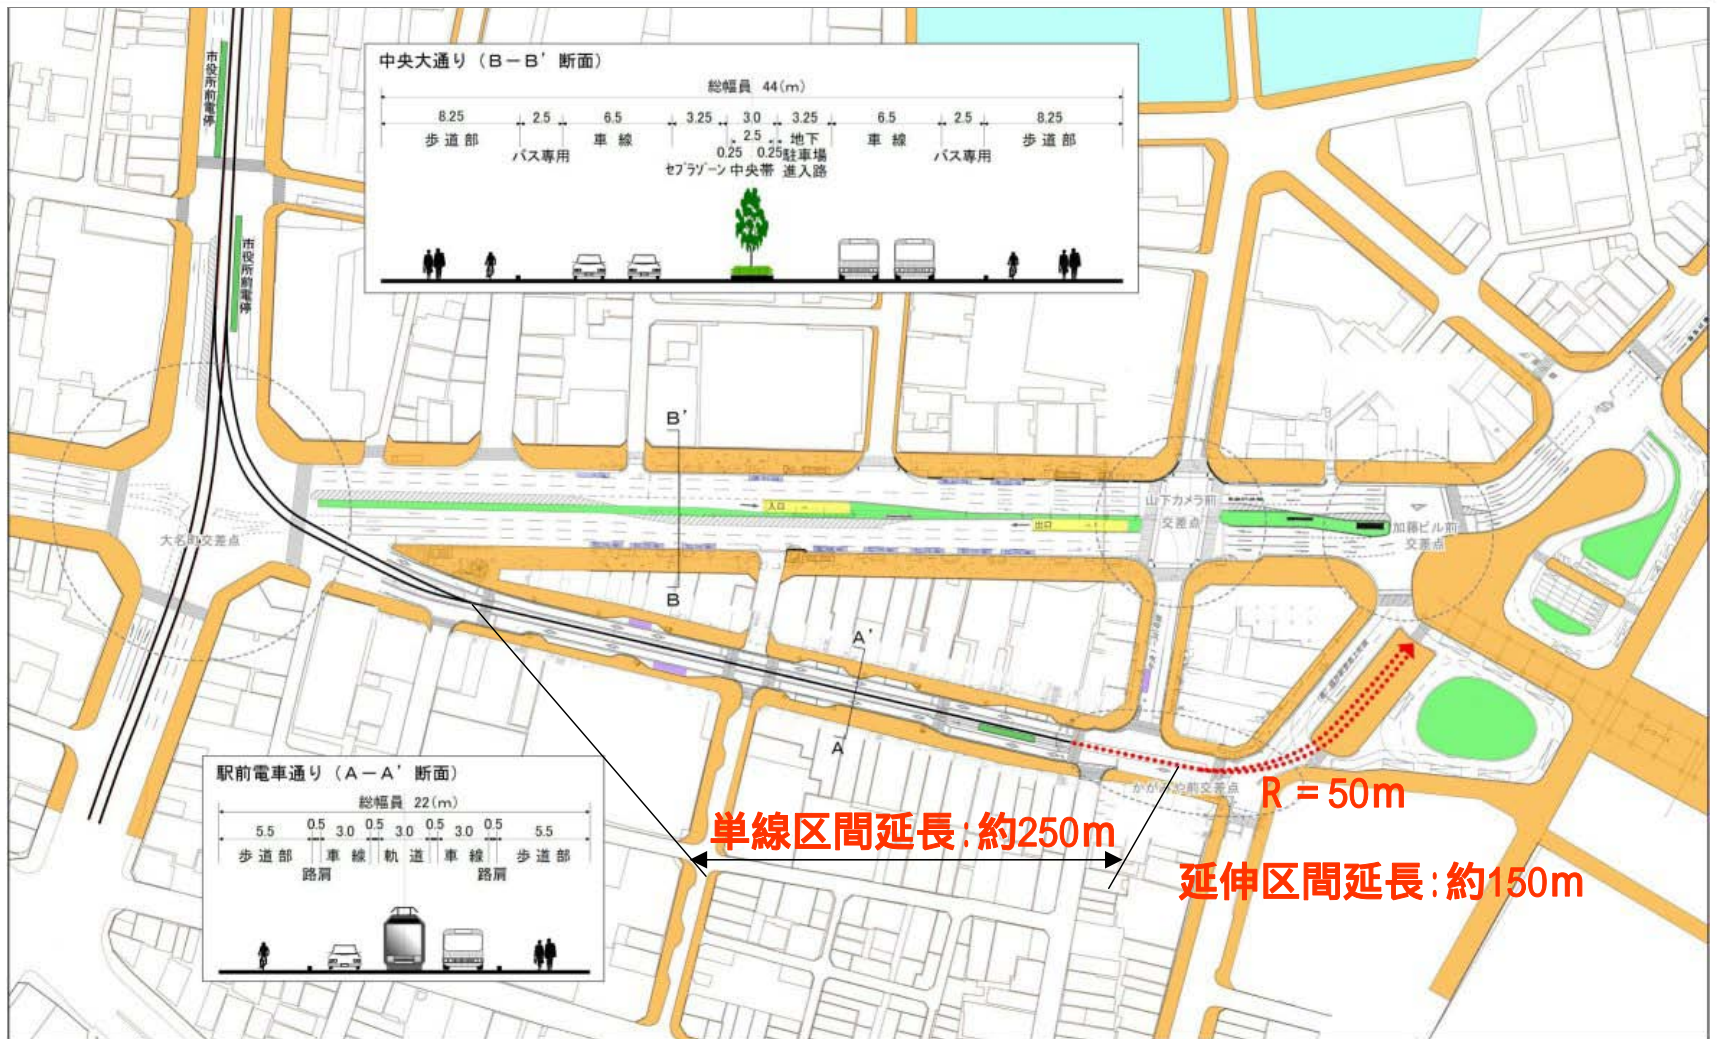 中央大通り（B－B'断面）
総幅員 44(m)
8.25 2.5 6.5 3.25 3.0 3.25 6.5 2.5 8.25
歩道部 車線 2.5 地下 車線 歩道部
バス専用 0.25 0.25 駐車場 バス専用
ゼブラゾーン 中央帯 進入路
市役所前電停
市役所前電停
B'
入口
出口
山下カメラ前
交差点
加藤ビル前
交差点
大名町交差点
B
A'
A
かがみや前交差点
R＝50m
単線区間延長：約250m
延伸区間延長：約150m
駅前電車通り（A－A'断面）
総幅員 22(m)
5.5 0.5 3.0 0.5 3.0 0.5 3.0 0.5 5.5
歩道部 車線 軌道 車線 歩道部
路肩 路肩